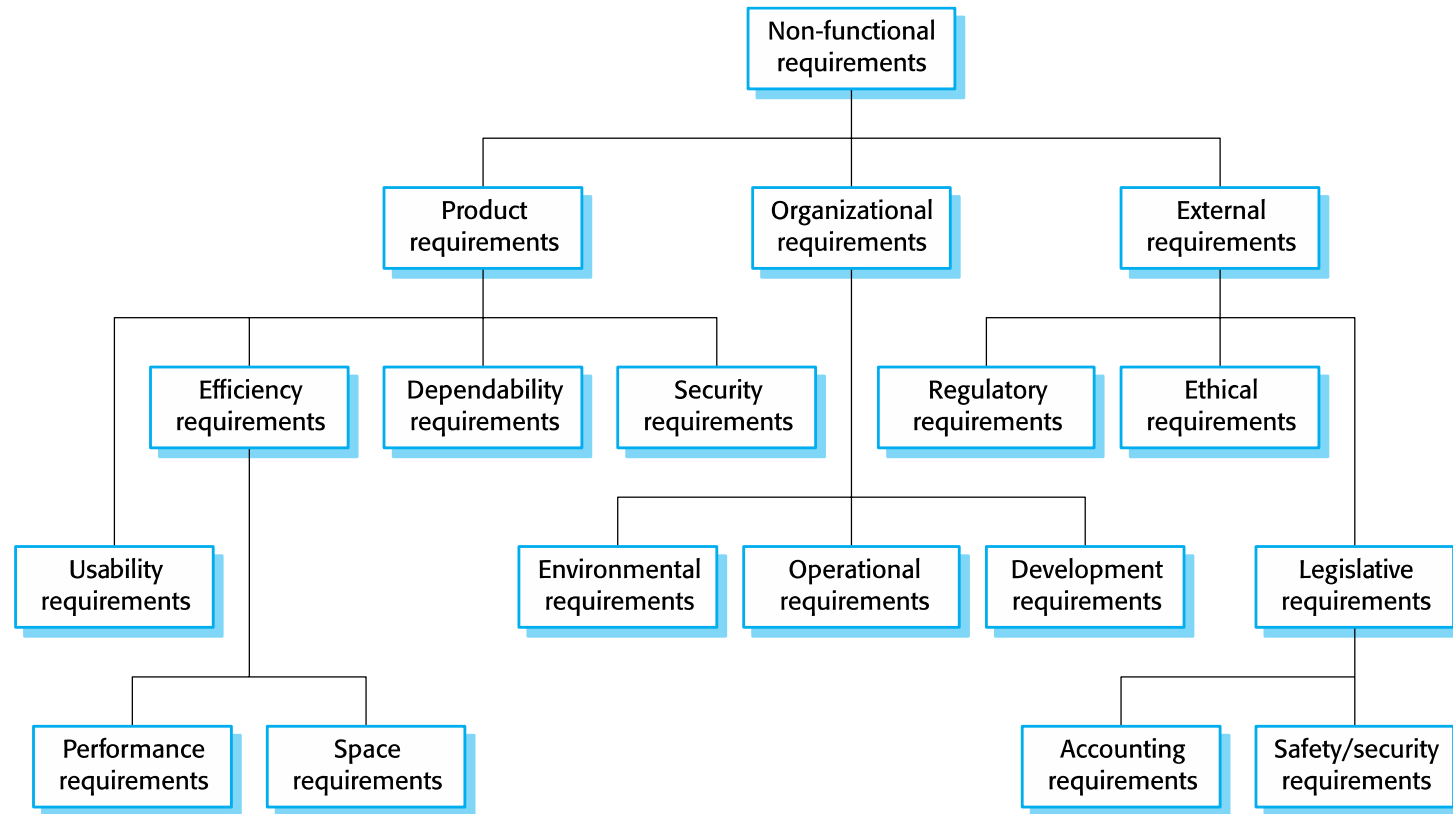 Non-functional
requirements
Product
requirements
Organizational
requirements
External
requirements
Efficiency
requirements
Dependability
requirements
Security
requirements
Regulatory
requirements
Ethical
requirements
Usability
requirements
Environmental
requirements
Operational
requirements
Development
requirements
Legislative
requirements
Performance
requirements
Space
requirements
Accounting
requirements
Safety/security
requirements